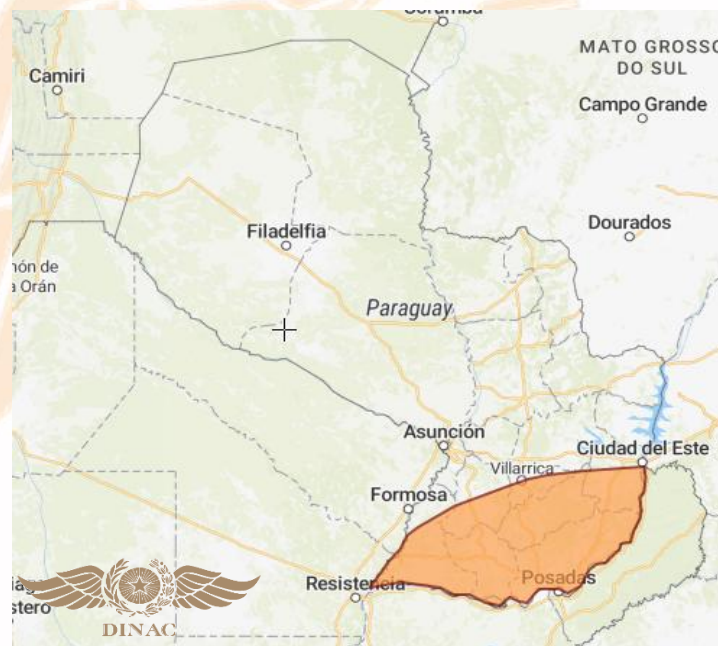 Corumba
MATO GROSSO
DO SUL
Camiri
Campo Grande
Dourados
Filadelfia
Paraguay
Asunción
Ciudad del Este
Villarrica
Formosa
Resistencia
Posadas
DINAC